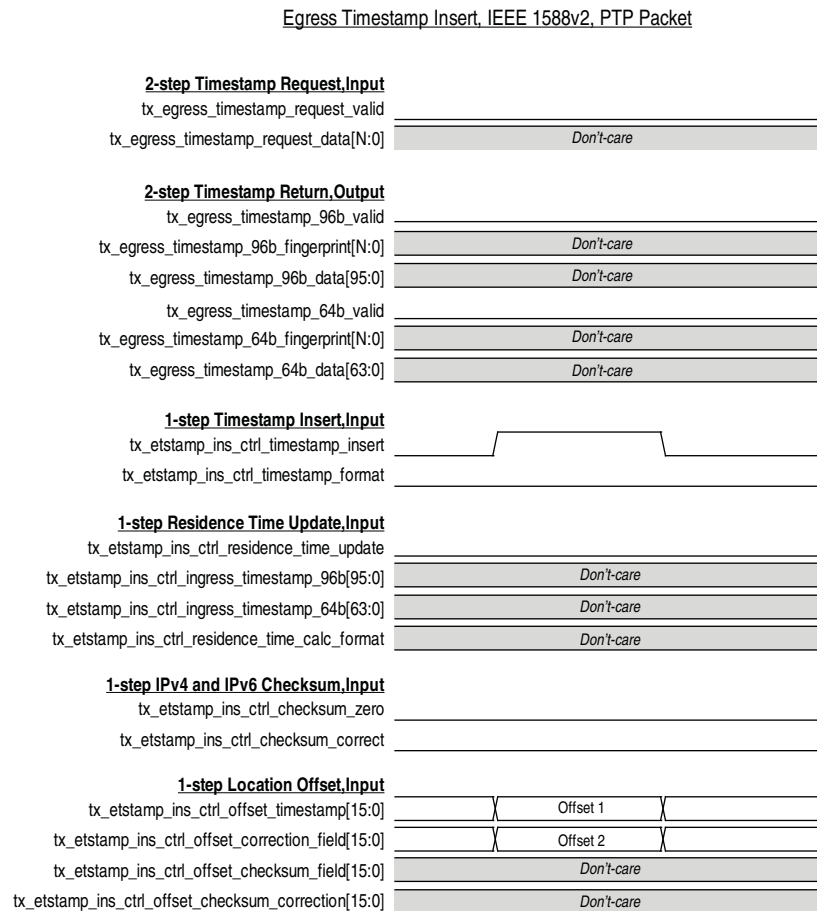 Egress Timestamp Insert, IEEE 1588v2, PTP Packet
2-step Timestamp Request,Input
tx_egress_timestamp_request_valid
tx_egress_timestamp_request_data[N:0] Don't-care
2-step Timestamp Return,Output
tx_egress_timestamp_96b_valid
tx_egress_timestamp_96b_fingerprint[N:0] Don't-care
tx_egress_timestamp_96b_data[95:0] Don't-care
tx_egress_timestamp_64b_valid
tx_egress_timestamp_64b_fingerprint[N:0] Don't-care
tx_egress_timestamp_64b_data[63:0] Don't-care
1-step Timestamp Insert,Input
tx_etstamp_ins_ctrl_timestamp_insert
tx_etstamp_ins_ctrl_timestamp_format
1-step Residence Time Update,Input
tx_etstamp_ins_ctrl_residence_time_update
tx_etstamp_ins_ctrl_ingress_timestamp_96b[95:0] Don't-care
tx_etstamp_ins_ctrl_ingress_timestamp_64b[63:0] Don't-care
tx_etstamp_ins_ctrl_residence_time_calc_format Don't-care
1-step IPv4 and IPv6 Checksum,Input
tx_etstamp_ins_ctrl_checksum_zero
tx_etstamp_ins_ctrl_checksum_correct
1-step Location Offset,Input
tx_etstamp_ins_ctrl_offset_timestamp[15:0] Offset 1
tx_etstamp_ins_ctrl_offset_correction_field[15:0] Offset 2
tx_etstamp_ins_ctrl_offset_checksum_field[15:0] Don't-care
tx_etstamp_ins_ctrl_offset_checksum_correction[15:0] Don't-care